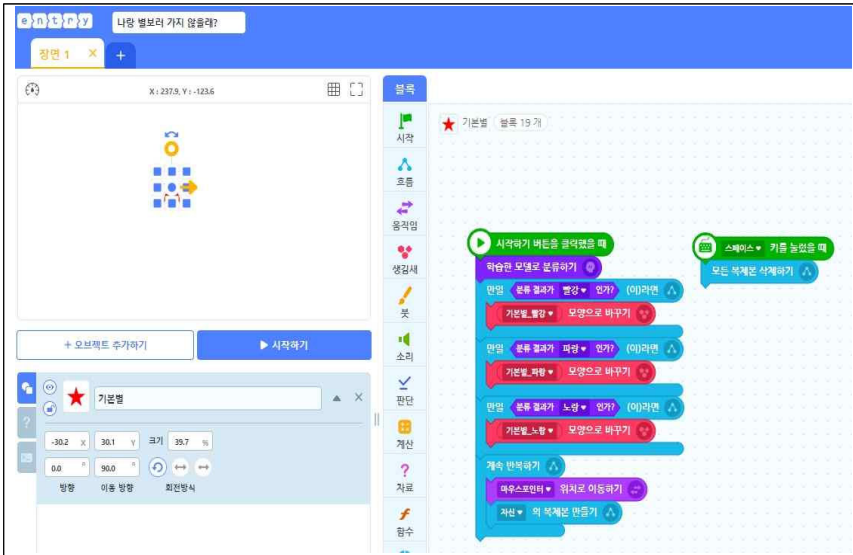 entry 나랑 별보러 가지 않을래?
장면 1 × +
X : 237.9, Y : -123.6
블록
시작
흐름
움직임
생김새
붓
소리
판단
계산
자료
함수
+ 오브젝트 추가하기 ▶ 시작하기
기본별
-30.2 X 30.1 Y 크기 39.7 %
0.0 ° 90.0 °
방향 이동 방향 회전방식
기본별 블록 19 개
시작하기 버튼을 클릭했을 때
학습한 모델로 분류하기
만일 분류 결과가 빨강 ▼ 인가? (이)라면
기본별_빨강 ▼ 모양으로 바꾸기
만일 분류 결과가 파랑 ▼ 인가? (이)라면
기본별_파랑 ▼ 모양으로 바꾸기
만일 분류 결과가 노랑 ▼ 인가? (이)라면
기본별_노랑 ▼ 모양으로 바꾸기
계속 반복하기
마우스포인터 ▼ 위치로 이동하기
자신 ▼ 의 복제본 만들기
스페이스 ▼ 키를 눌렀을 때
모든 복제본 삭제하기